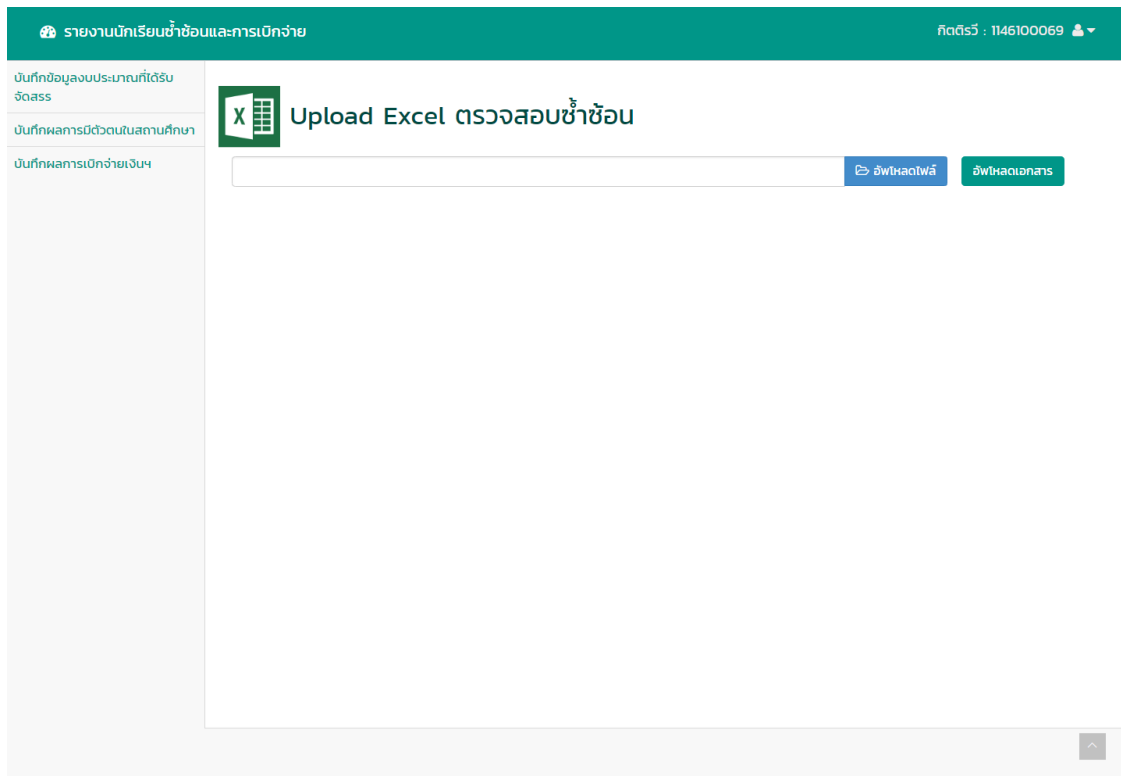 รายงานนักเรียนซ้ำซ้อนและการเบิกจ่าย
กิตติรวี : 1146100069
บันทึกข้อมูลงบประมาณที่ได้รับ
จัดสรร
บันทึกผลการมีตัวตนในสถานศึกษา
บันทึกผลการเบิกจ่ายเงินฯ
X
Upload Excel ตรวจสอบซ้ำซ้อน
อัพโหลดไฟล์
อัพโหลดเอกสาร